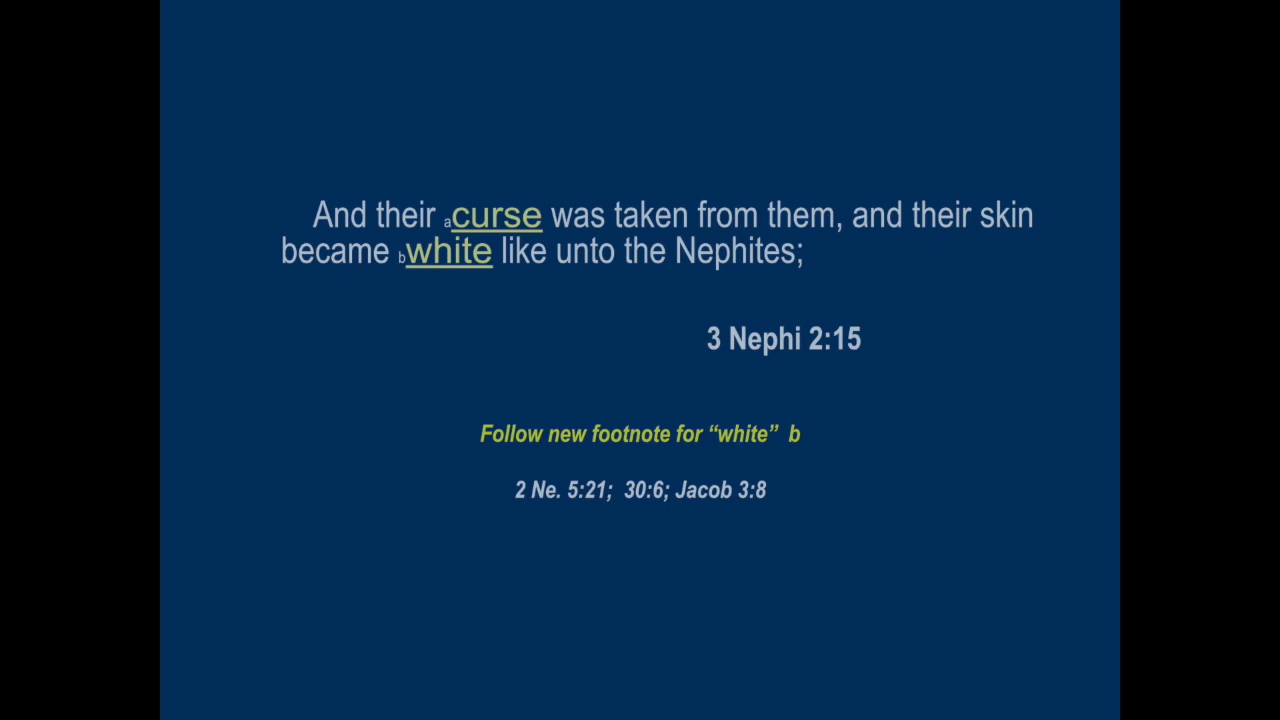 And their acurse was taken from them, and their skin
became bwhite like unto the Nephites;
3 Nephi 2:15
Follow new footnote for “white” b
2 Ne. 5:21; 30:6; Jacob 3:8